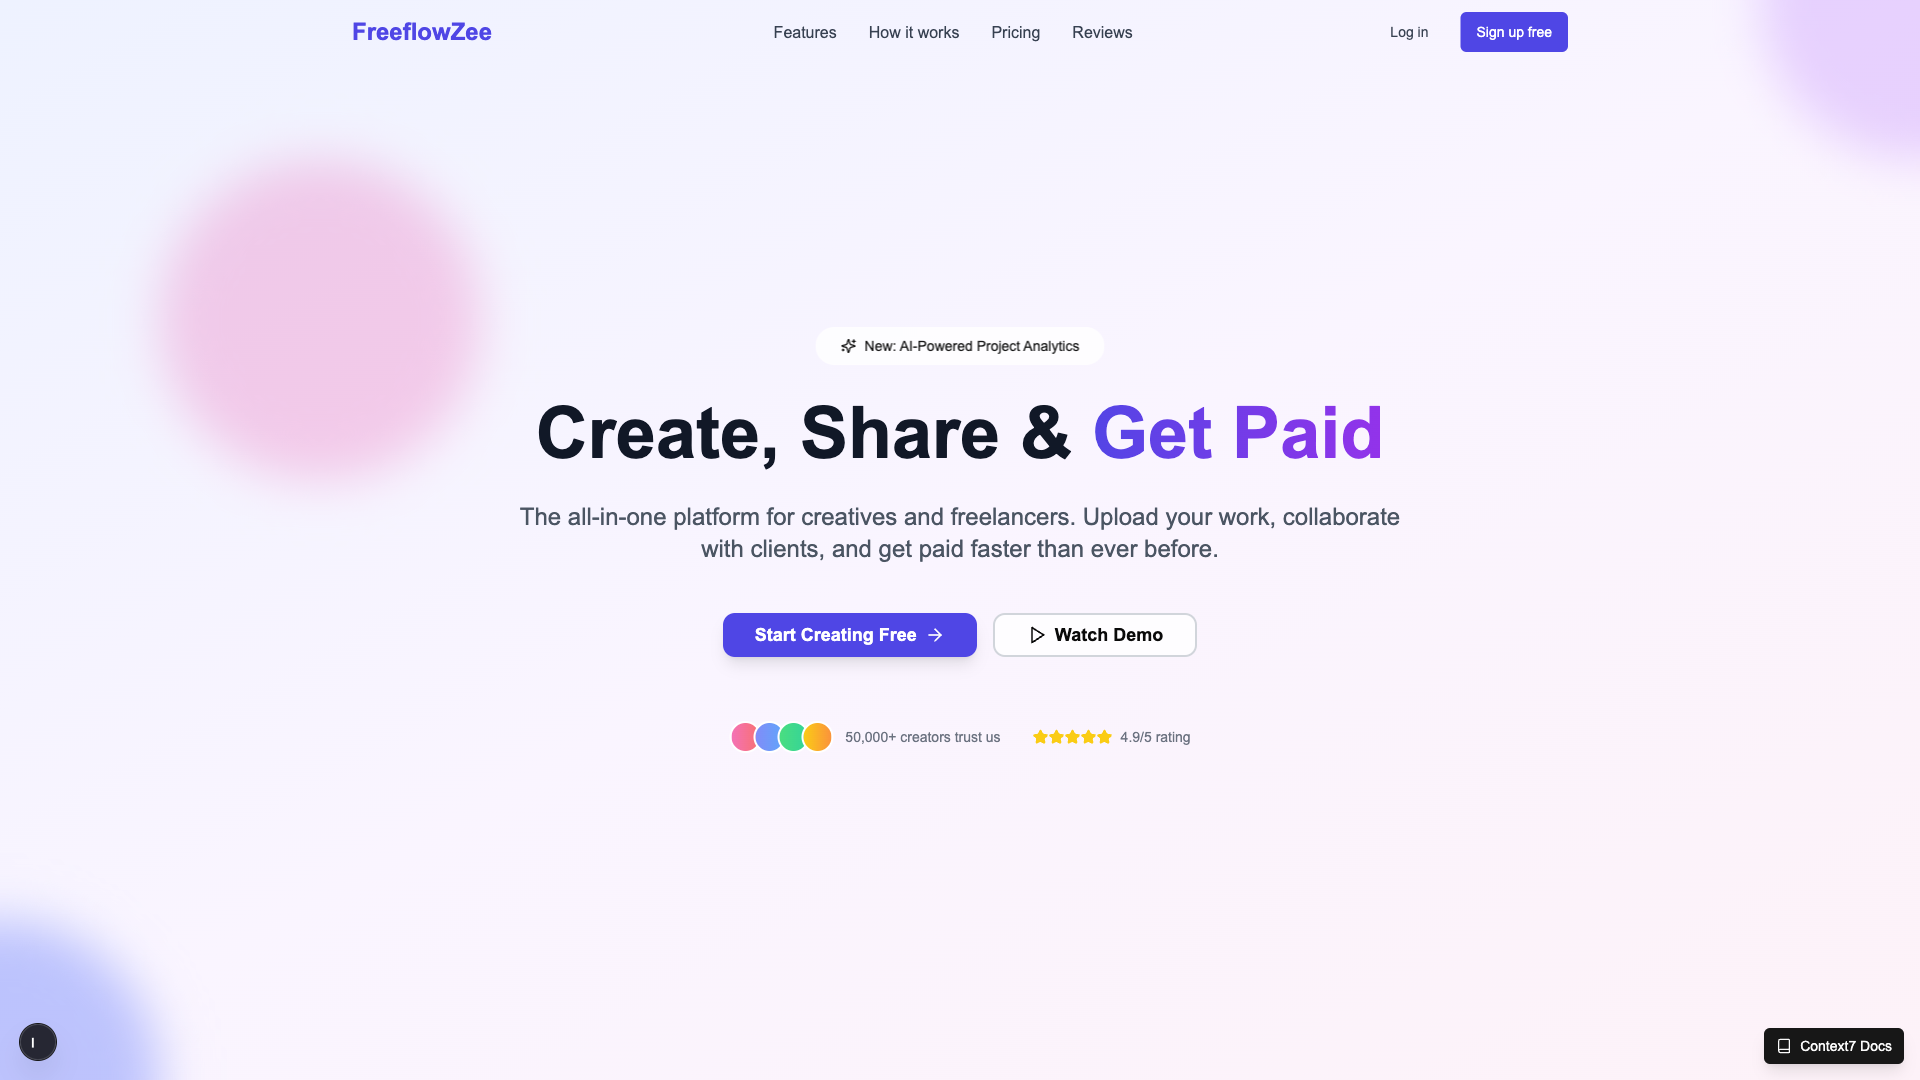 FreeflowZee
Features
How it works
Pricing
Reviews
Log in
Sign up free
New: AI-Powered Project Analytics
Create, Share & Get Paid
The all-in-one platform for creatives and freelancers. Upload your work, collaborate
with clients, and get paid faster than ever before.
Start Creating Free
Watch Demo
50,000+ creators trust us
4.9/5 rating
Context7 Docs